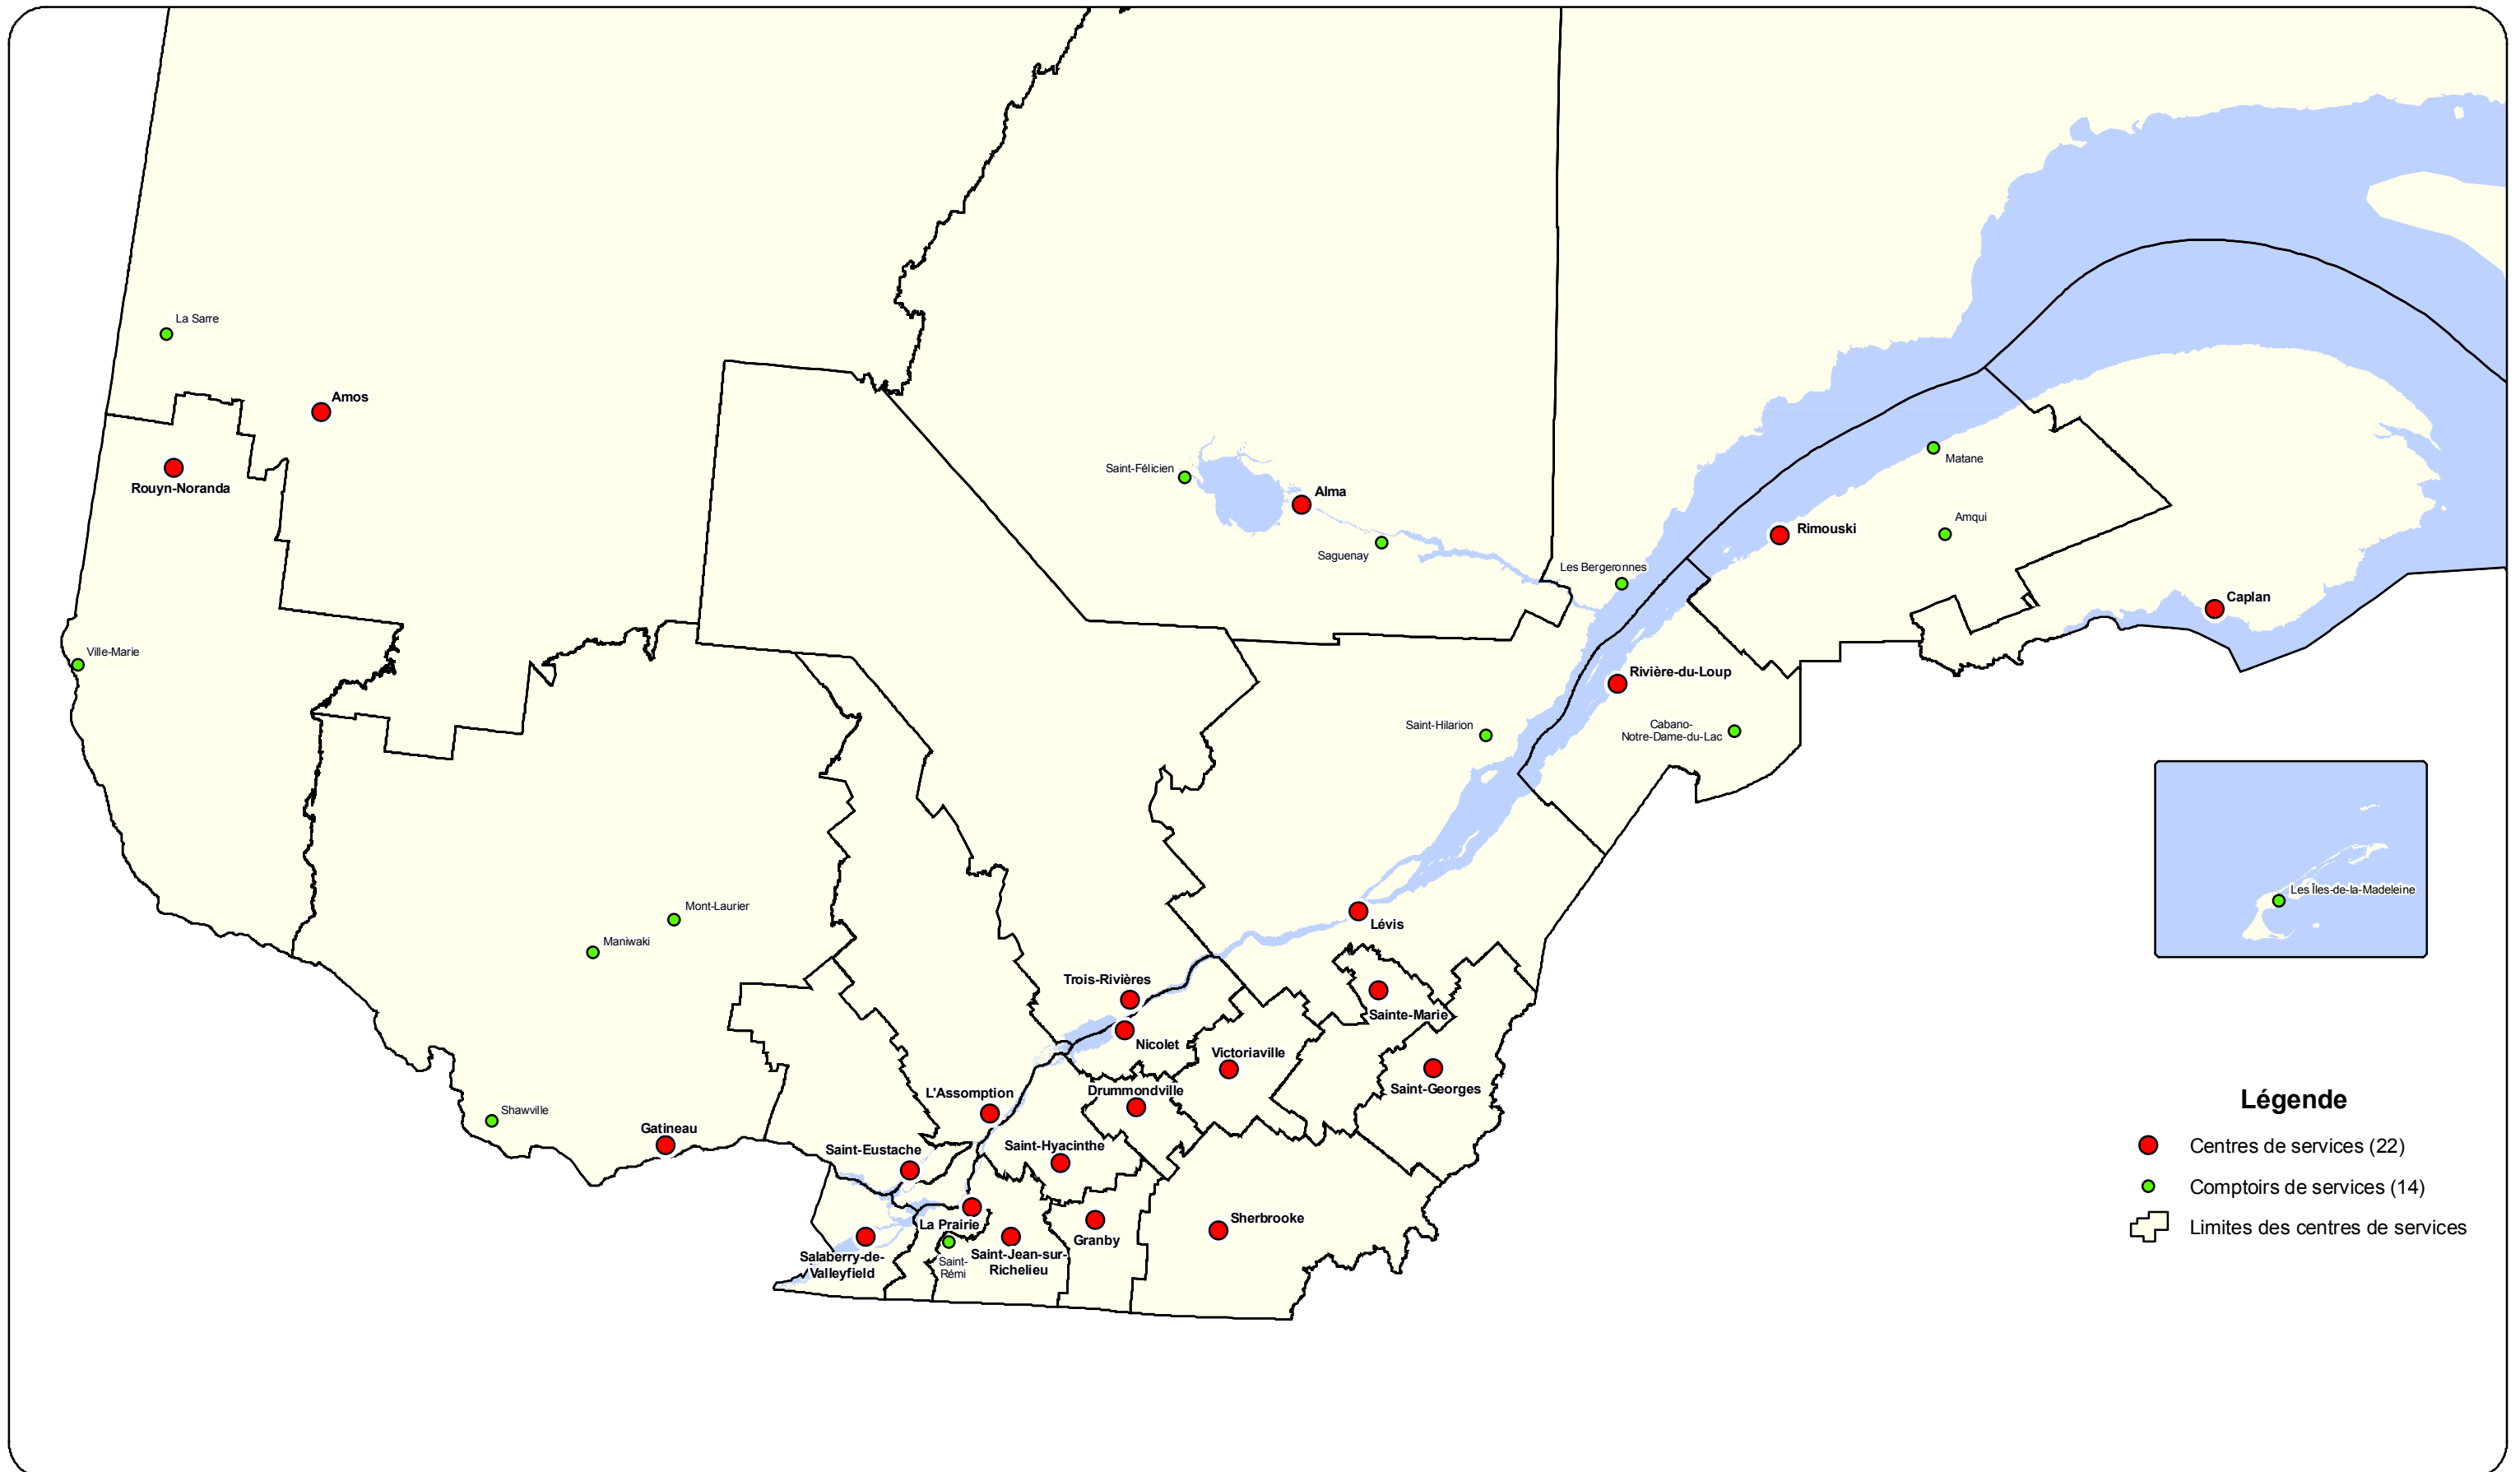 La Sarre
Amos
Rouyn-Noranda
Saint-Félicien
Alma
Saguenay
Matane
Amqui
Rimouski
Les Bergeronnes
Caplan
Ville-Marie
Rivière-du-Loup
Saint-Hilarion
Cabano-
Notre-Dame-du-Lac
Les Îles-de-la-Madeleine
Mont-Laurier
Maniwaki
Lévis
Trois-Rivières
Sainte-Marie
Nicolet
Victoriaville
Saint-Georges
Drummondville
L'Assomption
Shawville
Gatineau
Saint-Eustache
Saint-Hyacinthe
La Prairie
Granby
Sherbrooke
Salaberry-de-
Valleyfield
Saint-
Rémi
Saint-Jean-sur-
Richelieu
Légende
Centres de services (22)
Comptoirs de services (14)
Limites des centres de services